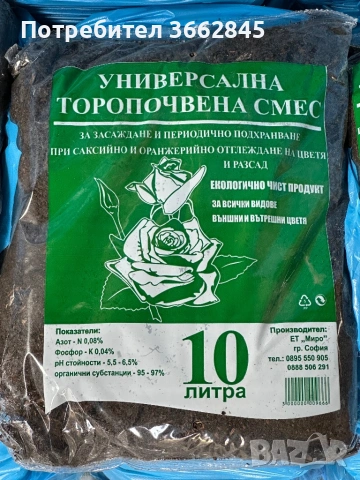 Потребител 3662845
УНИВЕРСАЛНА
ТОРОПОЧВЕНА СМЕС
ЗА ЗАСАЖДАНЕ И ПЕРИОДИЧНО ПОДХРАНВАНЕ
ПРИ САКСИЙНО И ОРАНЖЕРИЙНО ОТГЛЕЖДАНЕ НА ЦВЕТЯ
И РАЗСАД
ЕКОЛОГИЧНО ЧИСТ ПРОДУКТ
ЗА ВСИЧКИ ВИДОВЕ
ВЪНШНИ И ВЪТРЕШНИ ЦВЕТЯ
Показатели:
Азот - N 0,08%
Фосфор - K 0,04%
pH стойности - 5,5 - 6,5%
органични субстанции - 95 - 97%
10
ЛИТРА
Производител:
ЕТ „Миро"
гр. София
тел.: 0895 550 905
0888 506 291
BAZAR